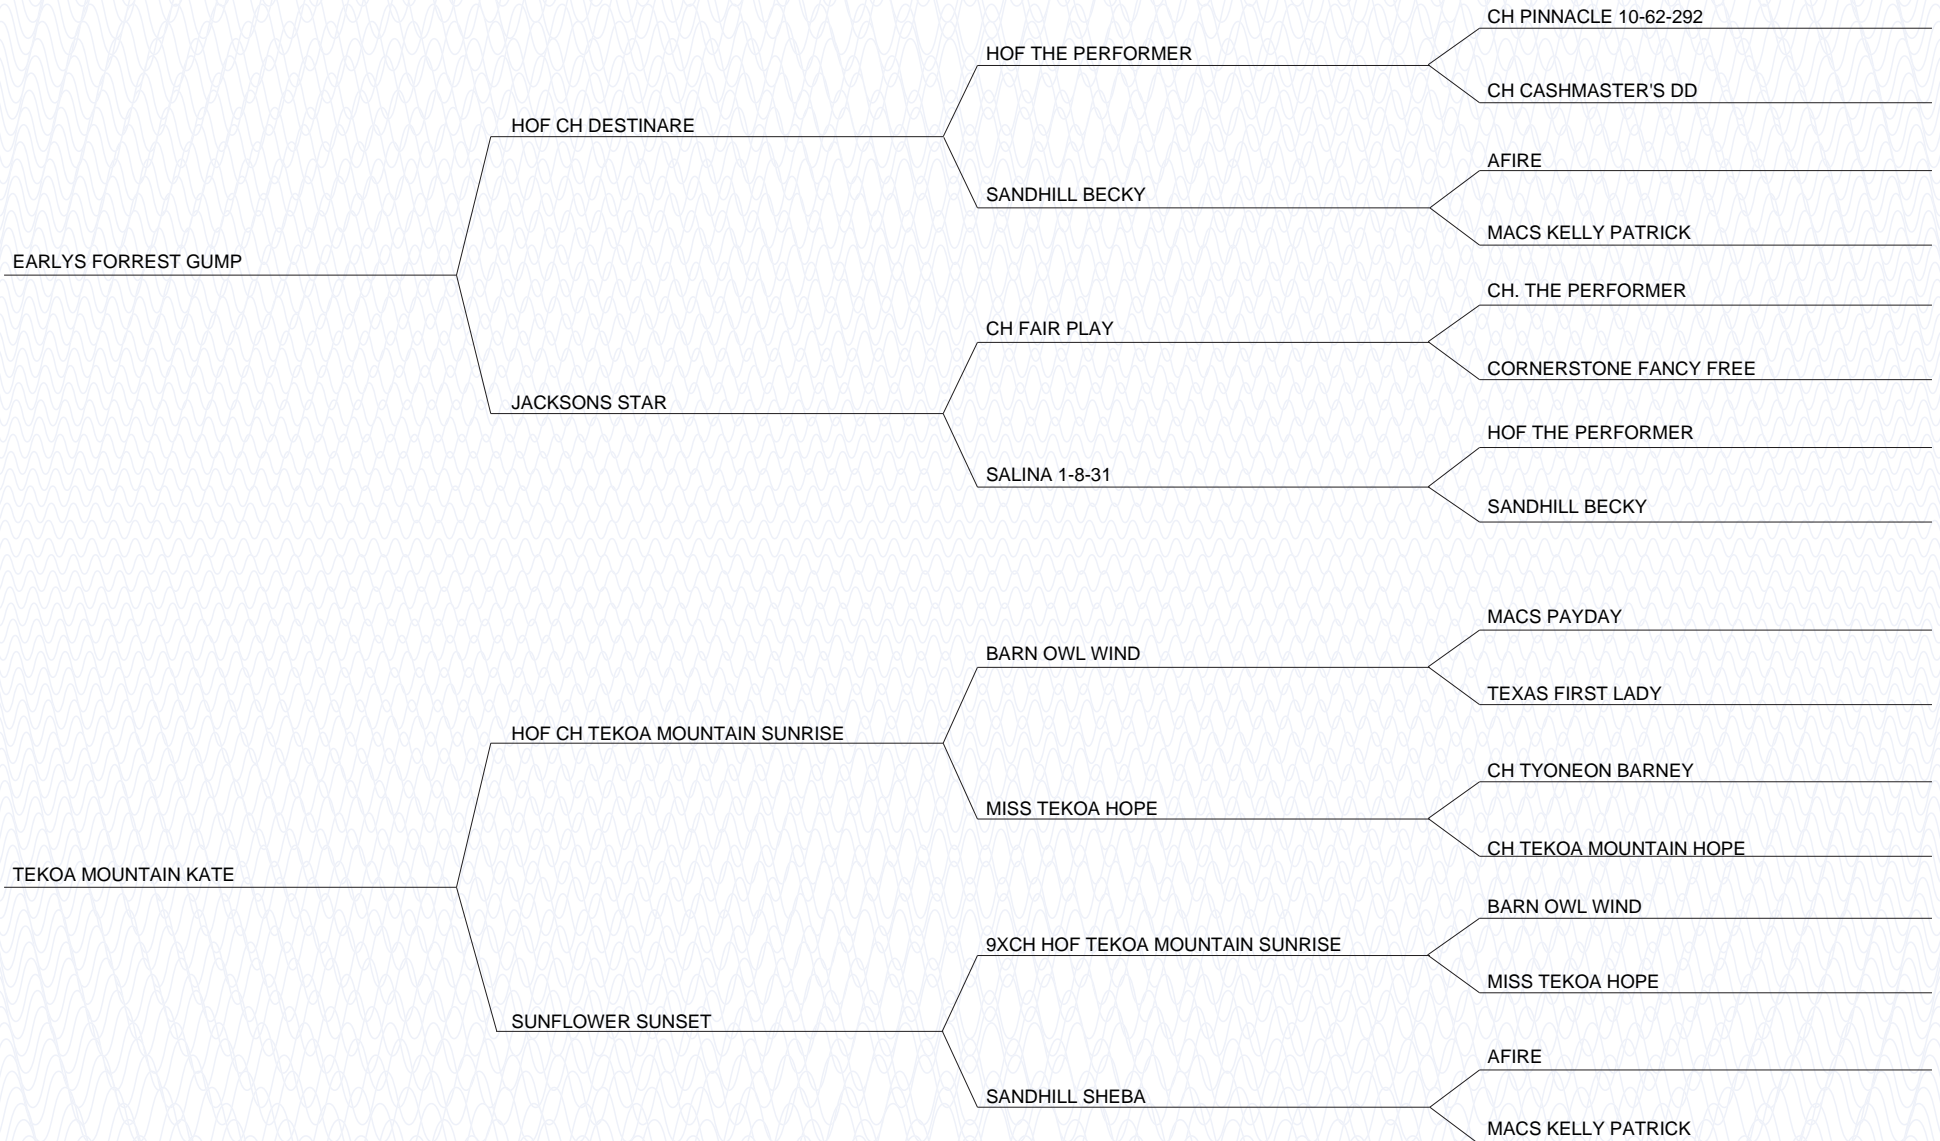 CH PINNACLE 10-62-292
HOF THE PERFORMER
CH CASHMASTER'S DD
HOF CH DESTINARE
AFIRE
SANDHILL BECKY
MACS KELLY PATRICK
EARLYS FORREST GUMP
CH. THE PERFORMER
CH FAIR PLAY
CORNERSTONE FANCY FREE
JACKSONS STAR
HOF THE PERFORMER
SALINA 1-8-31
SANDHILL BECKY
MACS PAYDAY
BARN OWL WIND
TEXAS FIRST LADY
HOF CH TEKOA MOUNTAIN SUNRISE
CH TYONEON BARNEY
MISS TEKOA HOPE
CH TEKOA MOUNTAIN HOPE
TEKOA MOUNTAIN KATE
BARN OWL WIND
9XCH HOF TEKOA MOUNTAIN SUNRISE
MISS TEKOA HOPE
SUNFLOWER SUNSET
AFIRE
SANDHILL SHEBA
MACS KELLY PATRICK